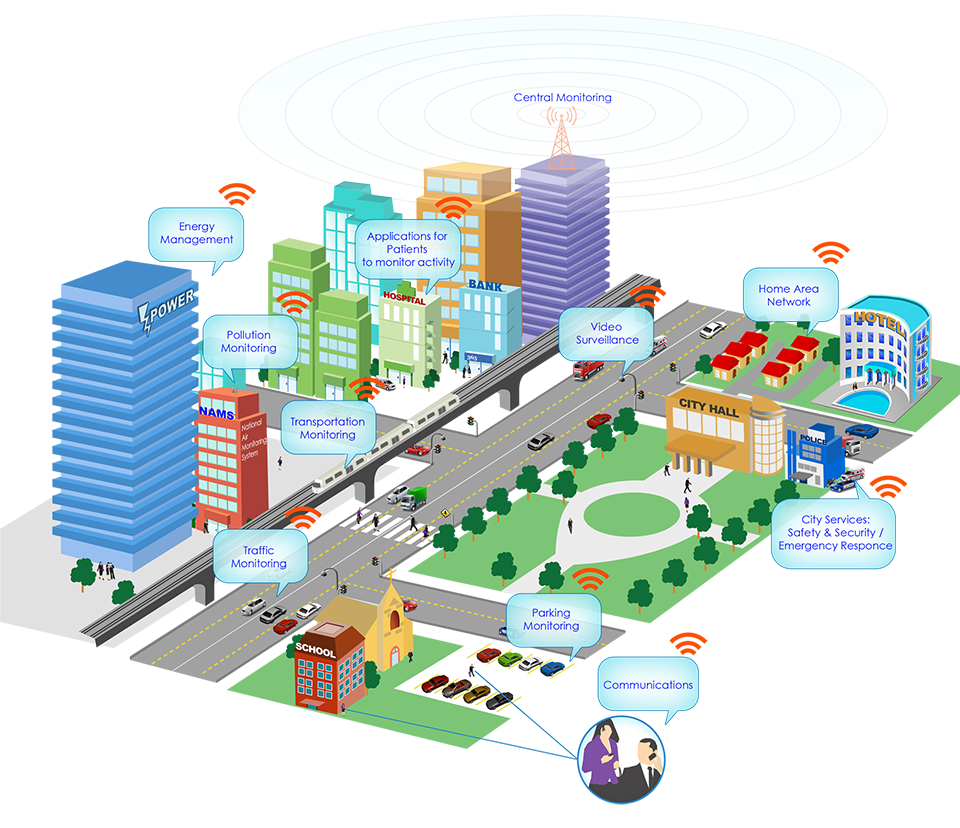 Central Monitoring
Energy
Management
Applications for
Patients
to monitor activity
POWER
HOSPITAL
BANK
365
Home Area
Network
HOTEL
Pollution
Monitoring
Video
Surveillance
NAMS
National
Air
Monitoring
System
Transportation
Monitoring
CITY HALL
POLICE
City Services:
Safety & Security /
Emergency Responce
Traffic
Monitoring
Parking
Monitoring
SCHOOL
Communications